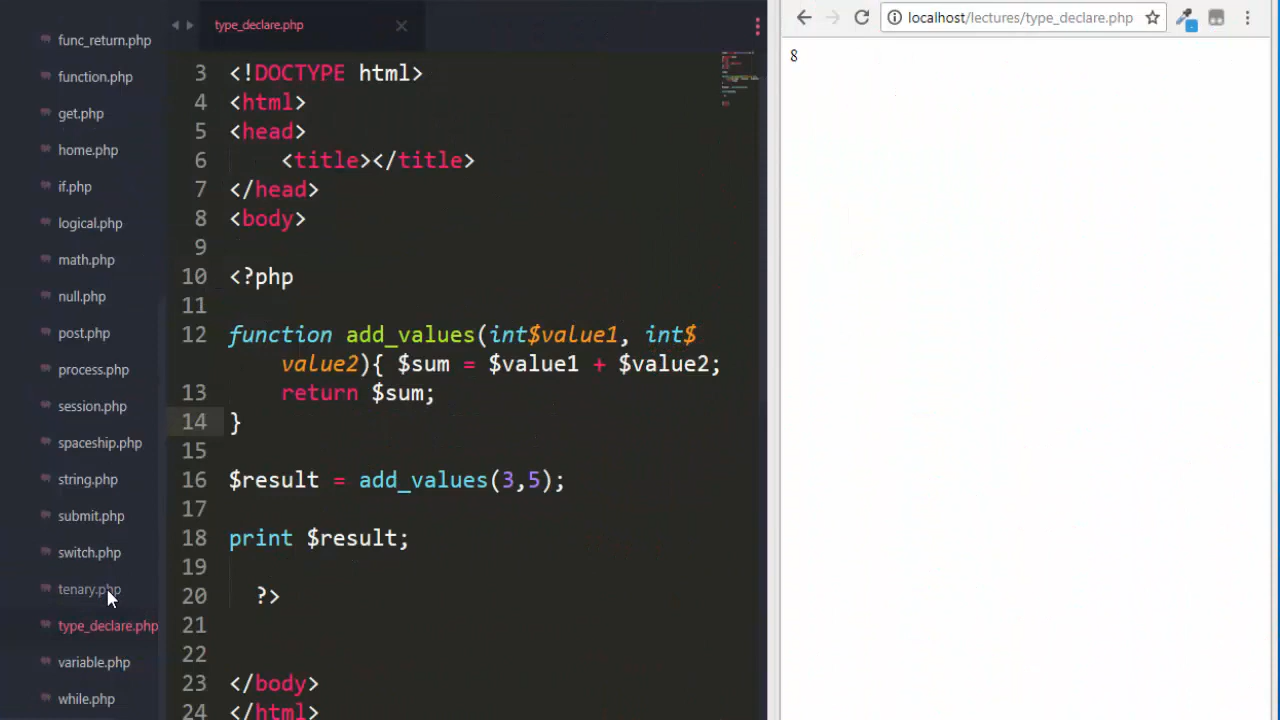 func_return.php
function.php
get.php
home.php
if.php
logical.php
math.php
null.php
post.php
process.php
session.php
spaceship.php
string.php
submit.php
switch.php
tenary.php
type_declare.php
variable.php
while.php
type_declare.php
3 <!DOCTYPE html>
4 <html>
5 <head>
6 <title></title>
7 </head>
8 <body>
9
10 <?php
11
12 function add_values(int$value1, int$
value2){ $sum = $value1 + $value2;
13 return $sum;
14 }
15
16 $result = add_values(3,5);
17
18 print $result;
19
20 ?>
21
22
23 </body>
24 </html>
localhost/lectures/type_declare.php
8